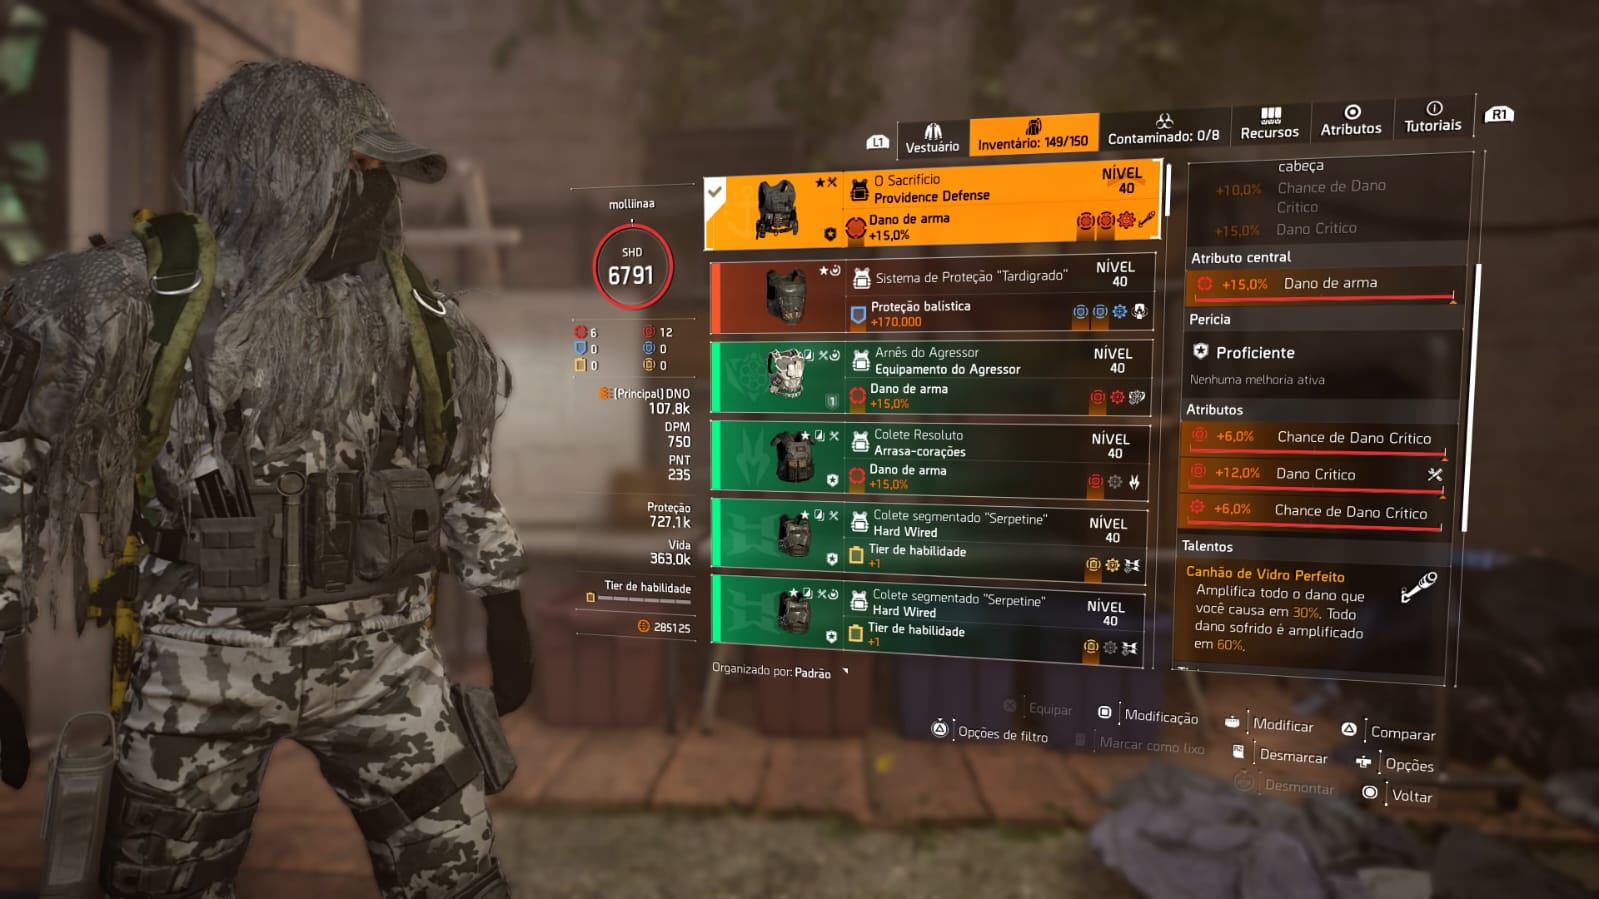 L1
Vestuário
Inventário: 149/150
Contaminado: 0/8
Recursos
Atributos
Tutoriais
R1
molliinaa
SHD
6791
6
12
0
0
0
0
[Principal] DNO
107,8k
DPM
750
PNT
235
Proteção
727,1k
Vida
363,0k
Tier de habilidade
285125
O Sacrifício
Providence Defense
NÍVEL
40
Dano de arma
+15,0%
Sistema de Proteção "Tardigrado"
NÍVEL
40
Proteção balística
+170.000
Arnês do Agressor
Equipamento do Agressor
NÍVEL
40
Dano de arma
+15,0%
1
Colete Resoluto
Arrasa-corações
NÍVEL
40
Dano de arma
+15,0%
Colete segmentado "Serpetine"
Hard Wired
NÍVEL
40
Tier de habilidade
+1
Colete segmentado "Serpetine"
Hard Wired
NÍVEL
40
Tier de habilidade
+1
Organizado por: Padrão
cabeça
+10,0% Chance de Dano
Crítico
+15,0% Dano Crítico
Atributo central
+15,0% Dano de arma
Perícia
Proficiente
Nenhuma melhoria ativa
Atributos
+6,0% Chance de Dano Crítico
+12,0% Dano Crítico
+6,0% Chance de Dano Crítico
Talentos
Canhão de Vidro Perfeito
Amplifica todo o dano que
você causa em 30%. Todo
dano sofrido é amplificado
em 60%.
Equipar
Modificação
Modificar
Comparar
Opções de filtro
Marcar como lixo
R2
Desmarcar
Opções
Desmontar
Voltar